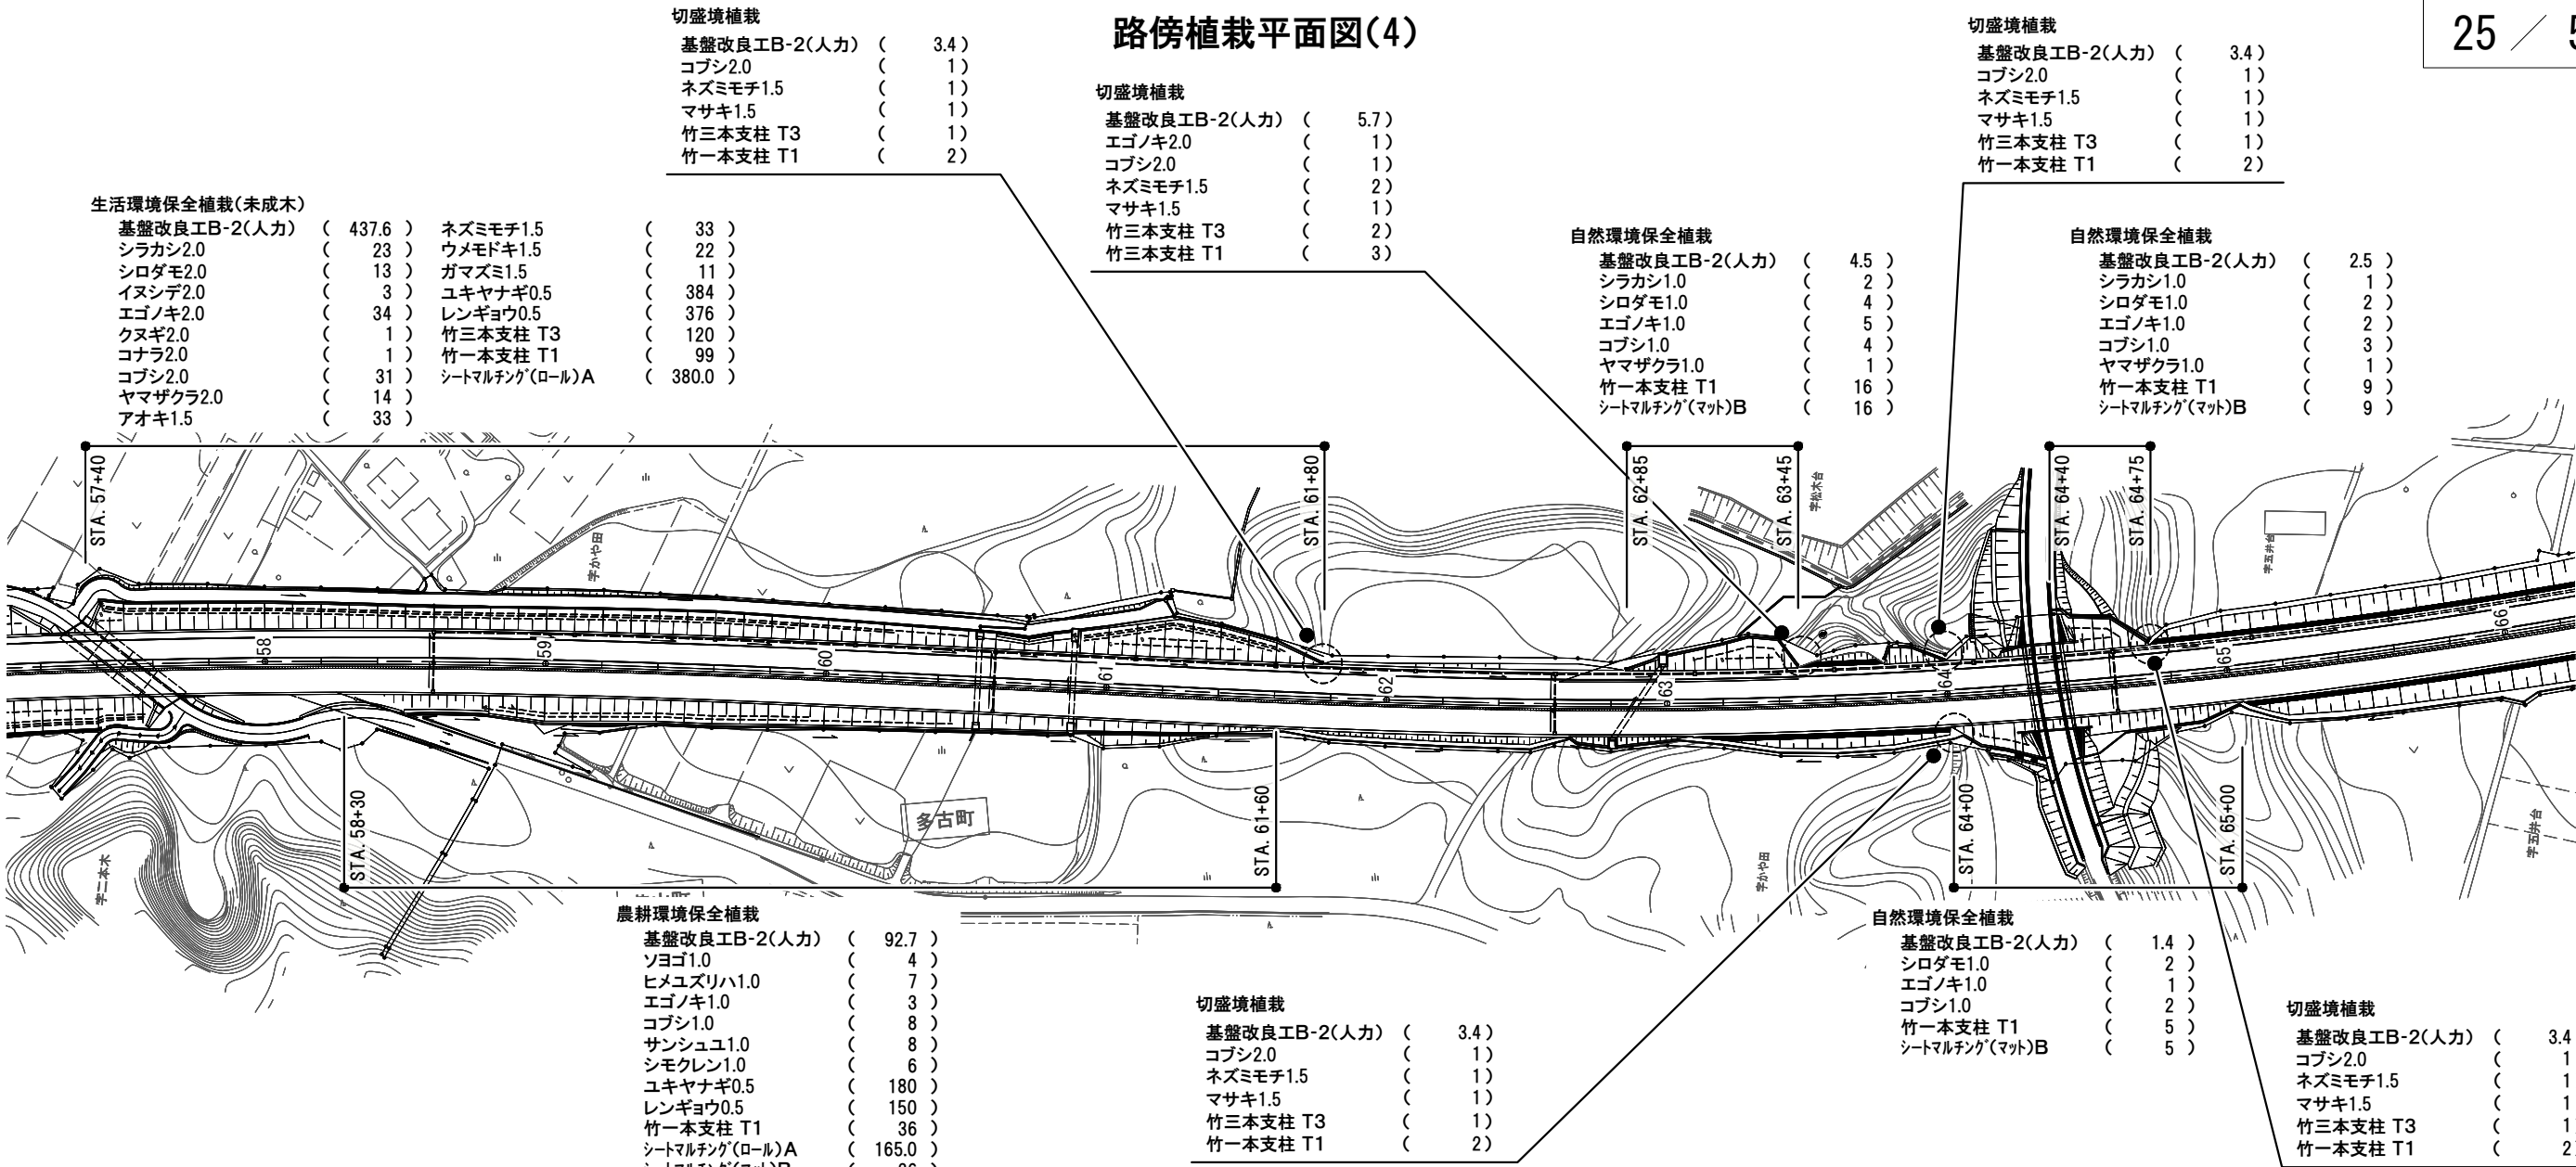 路傍植栽平面図(4)
25 ／ 5
切盛境植栽
基盤改良工B-2(人力) ( 3.4 )
コブシ2.0 ( 1 )
ネズミモチ1.5 ( 1 )
マサキ1.5 ( 1 )
竹三本支柱 T3 ( 1 )
竹一本支柱 T1 ( 2 )
切盛境植栽
基盤改良工B-2(人力) ( 5.7 )
エゴノキ2.0 ( 1 )
コブシ2.0 ( 1 )
ネズミモチ1.5 ( 2 )
マサキ1.5 ( 1 )
竹三本支柱 T3 ( 2 )
竹三本支柱 T1 ( 3 )
切盛境植栽
基盤改良工B-2(人力) ( 3.4 )
コブシ2.0 ( 1 )
ネズミモチ1.5 ( 1 )
マサキ1.5 ( 1 )
竹三本支柱 T3 ( 1 )
竹一本支柱 T1 ( 2 )
生活環境保全植栽(未成木)
基盤改良工B-2(人力) ( 437.6 )
シラカシ2.0 ( 23 )
シロダモ2.0 ( 13 )
イヌシデ2.0 ( 3 )
エゴノキ2.0 ( 34 )
クヌギ2.0 ( 1 )
コナラ2.0 ( 1 )
コブシ2.0 ( 31 )
ヤマザクラ2.0 ( 14 )
アオキ1.5 ( 33 )
ネズミモチ1.5 ( 33 )
ウメモドキ1.5 ( 22 )
ガマズミ1.5 ( 11 )
ユキヤナギ0.5 ( 384 )
レンギョウ0.5 ( 376 )
竹三本支柱 T3 ( 120 )
竹一本支柱 T1 ( 99 )
シートマルチング(ロール)A ( 380.0 )
自然環境保全植栽
基盤改良工B-2(人力) ( 4.5 )
シラカシ1.0 ( 2 )
シロダモ1.0 ( 4 )
エゴノキ1.0 ( 5 )
コブシ1.0 ( 4 )
ヤマザクラ1.0 ( 1 )
竹一本支柱 T1 ( 16 )
シートマルチング(マット)B ( 16 )
自然環境保全植栽
基盤改良工B-2(人力) ( 2.5 )
シラカシ1.0 ( 1 )
シロダモ1.0 ( 2 )
エゴノキ1.0 ( 2 )
コブシ1.0 ( 3 )
ヤマザクラ1.0 ( 1 )
竹一本支柱 T1 ( 9 )
シートマルチング(マット)B ( 9 )
STA. 57+40
STA. 61+80
STA. 62+85
STA. 63+45
STA. 64+40
STA. 64+75
字かや田
字松木台
字五井台
58
59
60
61
62
63
64
65
66
STA. 58+30
STA. 61+60
STA. 64+00
STA. 65+00
字二本木
多古町
字かや田
字五井台
農耕環境保全植栽
基盤改良工B-2(人力) ( 92.7 )
ソヨゴ1.0 ( 4 )
ヒメユズリハ1.0 ( 7 )
エゴノキ1.0 ( 3 )
コブシ1.0 ( 8 )
サンシュユ1.0 ( 8 )
シモクレン1.0 ( 6 )
ユキヤナギ0.5 ( 180 )
レンギョウ0.5 ( 150 )
竹一本支柱 T1 ( 36 )
シートマルチング(ロール)A ( 165.0 )
切盛境植栽
基盤改良工B-2(人力) ( 3.4 )
コブシ2.0 ( 1 )
ネズミモチ1.5 ( 1 )
マサキ1.5 ( 1 )
竹三本支柱 T3 ( 1 )
竹一本支柱 T1 ( 2 )
自然環境保全植栽
基盤改良工B-2(人力) ( 1.4 )
シロダモ1.0 ( 2 )
エゴノキ1.0 ( 1 )
コブシ1.0 ( 2 )
竹一本支柱 T1 ( 5 )
シートマルチング(マット)B ( 5 )
切盛境植栽
基盤改良工B-2(人力) ( 3.4
コブシ2.0 ( 1
ネズミモチ1.5 ( 1
マサキ1.5 ( 1
竹三本支柱 T3 ( 1
竹一本支柱 T1 ( 2